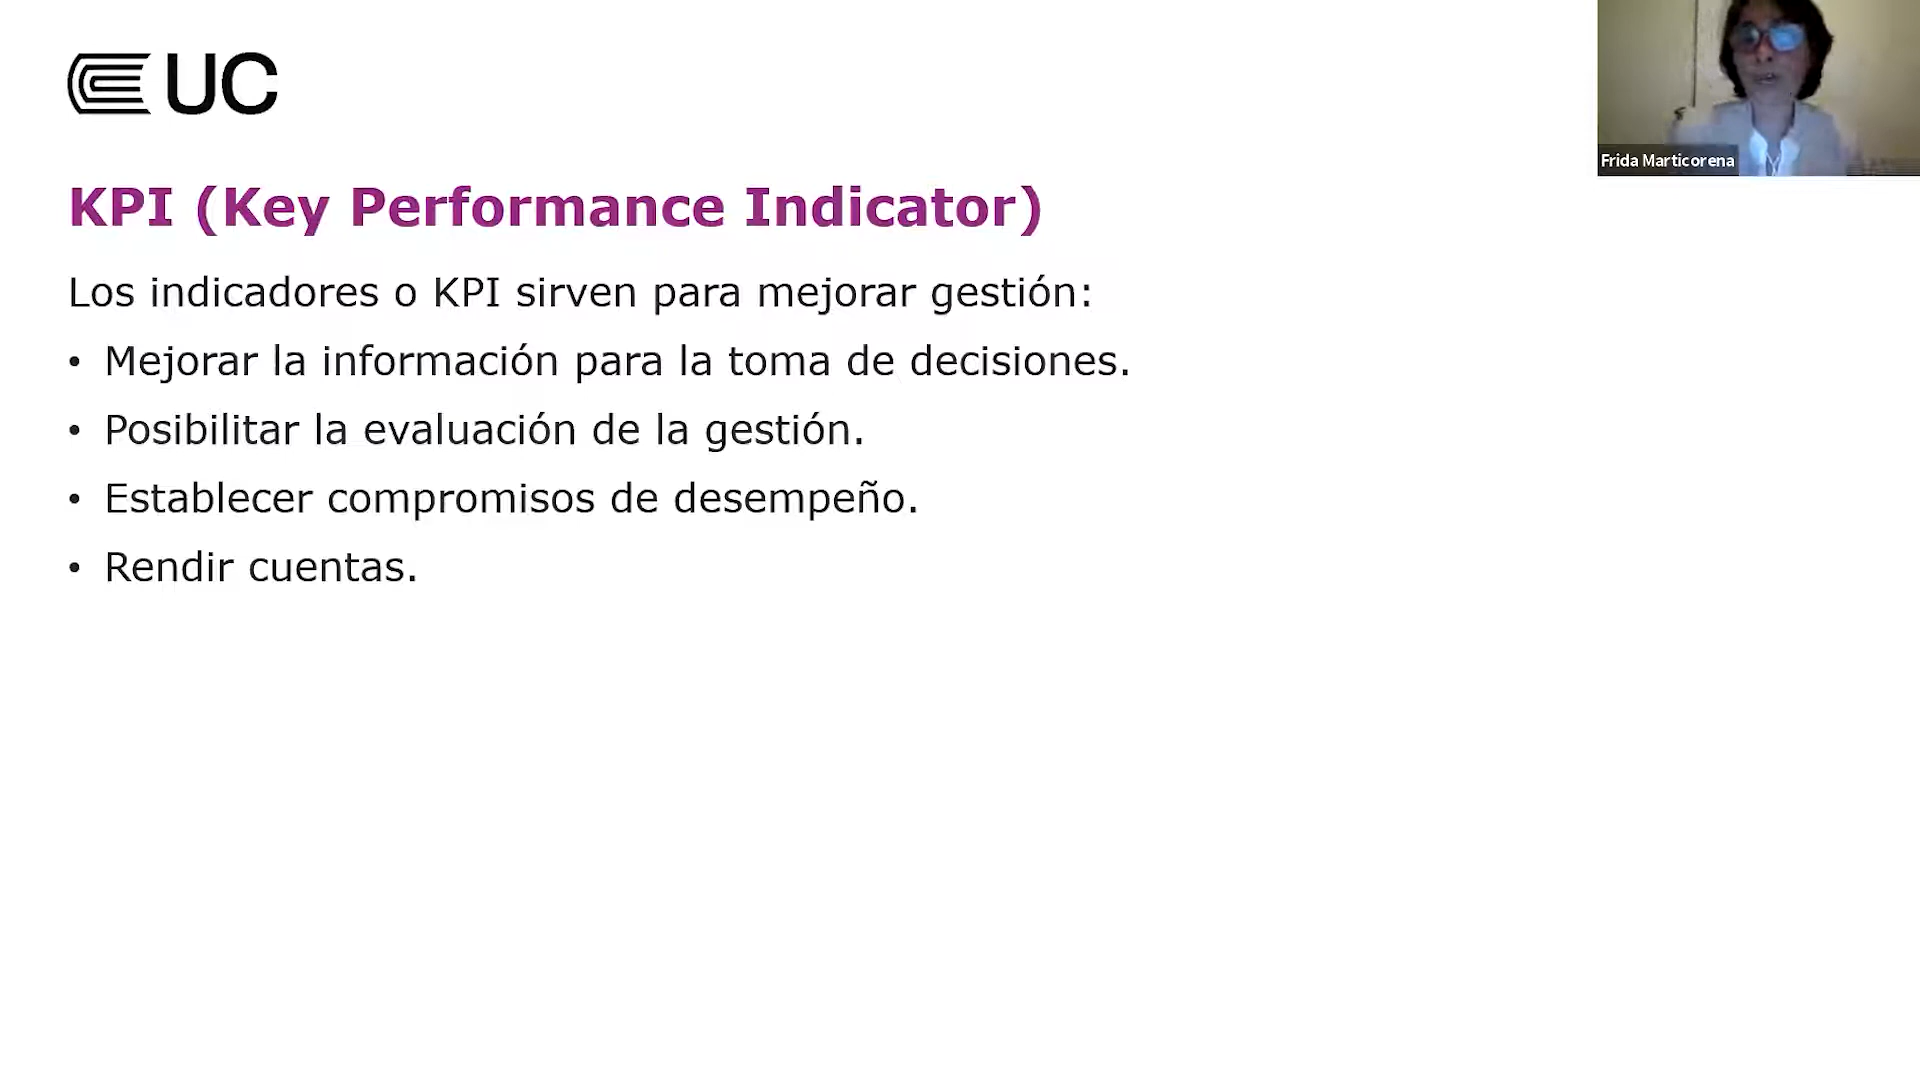 UC
Frida Marticorena
KPI (Key Performance Indicator)
Los indicadores o KPI sirven para mejorar gestión:
• Mejorar la información para la toma de decisiones.
• Posibilitar la evaluación de la gestión.
• Establecer compromisos de desempeño.
• Rendir cuentas.